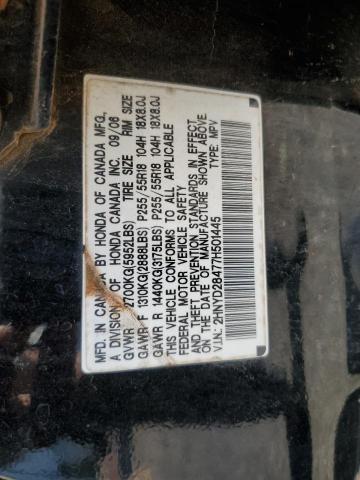 MFD. IN CANADA BY HONDA OF CANADA MFG.,
A DIVISION OF HONDA CANADA INC. 09/06
GVWR 2700KG(5952LBS) TIRE SIZE RIM SIZE
GAWR F 1310KG(2888LBS) P255/55R18 104H 18X8.0J
GAWR R 1440KG(3175LBS) P255/55R18 104H 18X8.0J
THIS VEHICLE CONFORMS TO ALL APPLICABLE
FEDERAL MOTOR VEHICLE SAFETY
AND THEFT PREVENTION STANDARDS IN EFFECT
ON THE DATE OF MANUFACTURE SHOWN ABOVE.
V.I.N.: 2HNYD28477H501445 TYPE: MPV